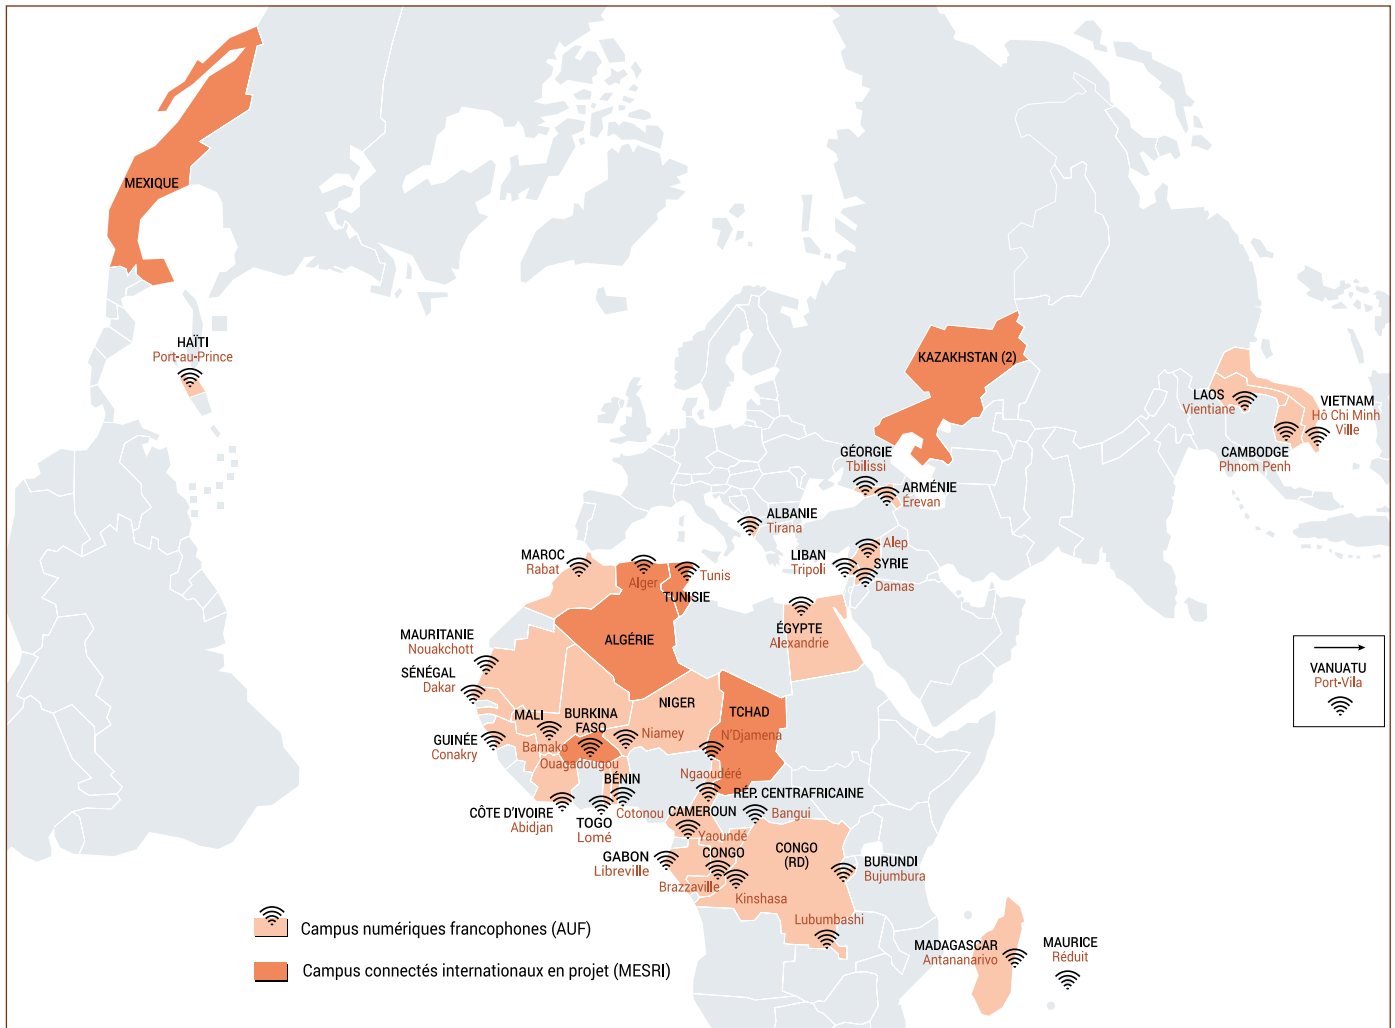 MEXIQUE
HAÏTI
Port-au-Prince
KAZAKHSTAN (2)
LAOS
Vientiane
VIETNAM
Hô Chi Minh
Ville
CAMBODGE
Phnom Penh
GÉORGIE
Tbilissi
ARMÉNIE
Érevan
ALBANIE
Tirana
MAROC
Rabat
Alger
Tunis
TUNISIE
ALGÉRIE
LIBAN
Tripoli
Alep
SYRIE
Damas
ÉGYPTE
Alexandrie
MAURITANIE
Nouakchott
SÉNÉGAL
Dakar
MALI
Bamako
BURKINA
FASO
Ouagadougou
NIGER
Niamey
TCHAD
N'Djamena
GUINÉE
Conakry
Ngaoudéré
BÉNIN
Cotonou
CÔTE D'IVOIRE
Abidjan
TOGO
Lomé
CAMEROUN
Yaoundé
RÉP. CENTRAFRICAINE
Bangui
GABON
Libreville
CONGO
Brazzaville
CONGO
(RD)
Kinshasa
Lubumbashi
BURUNDI
Bujumbura
MADAGASCAR
Antananarivo
MAURICE
Réduit
VANUATU
Port-Vila
Campus numériques francophones (AUF)
Campus connectés internationaux en projet (MESRI)